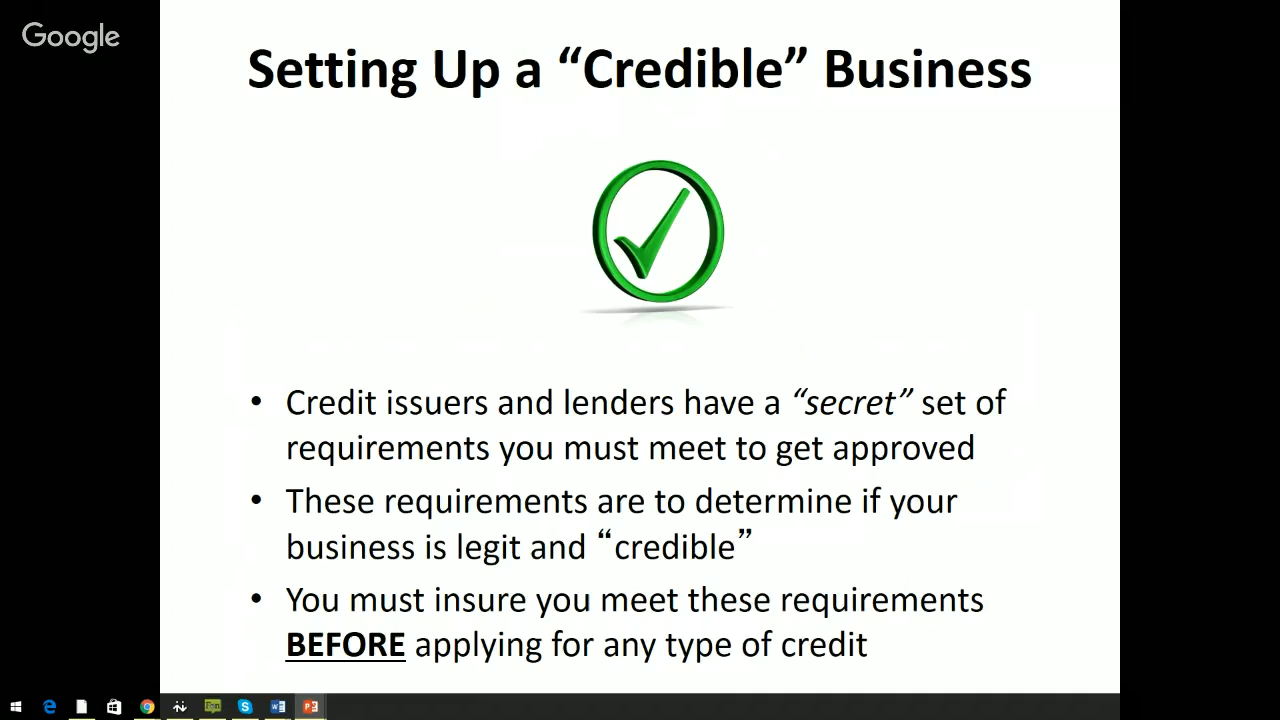 Google
Setting Up a “Credible” Business
• Credit issuers and lenders have a “secret” set of
requirements you must meet to get approved
• These requirements are to determine if your
business is legit and “credible”
• You must insure you meet these requirements
BEFORE applying for any type of credit